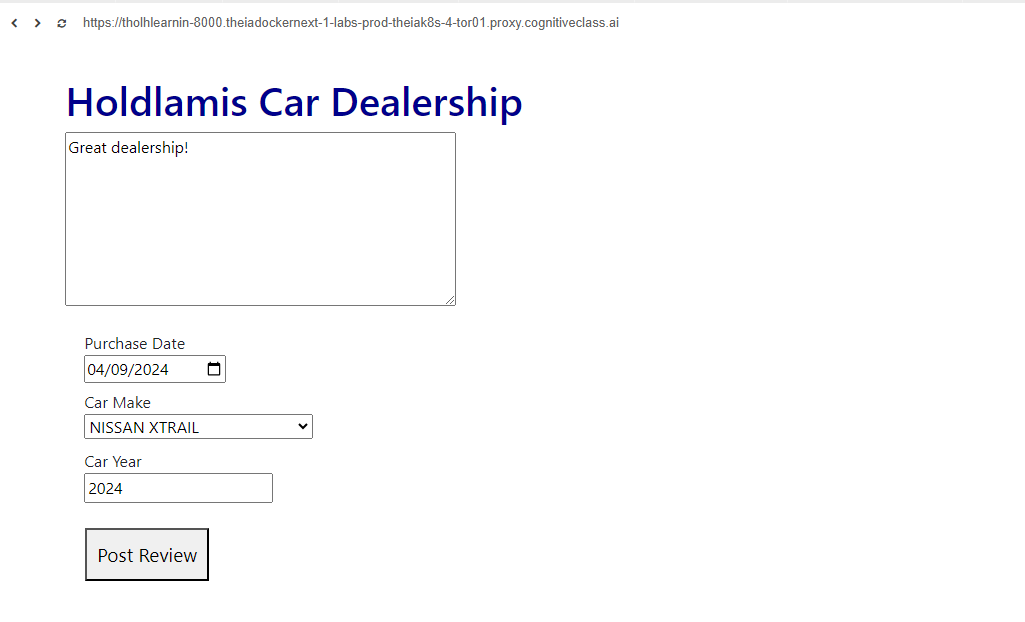 https://tholhlearnin-8000.theiadockernext-1-labs-prod-theiak8s-4-tor01.proxy.cognitiveclass.ai
Holdlamis Car Dealership
Great dealership!
Purchase Date
04/09/2024
Car Make
NISSAN XTRAIL
Car Year
2024
Post Review